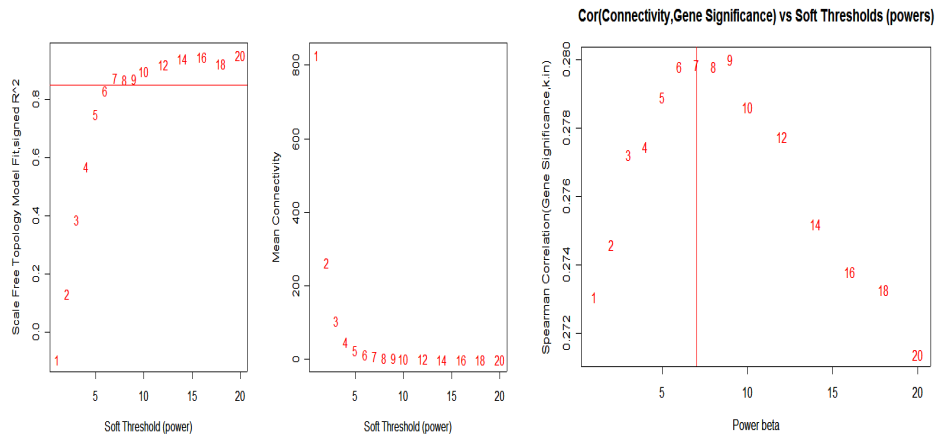 Cor(Connectivity,Gene Significance) vs Soft Thresholds (powers)
Scale Free Topology Model Fit,signed R^2
0.0 0.2 0.4 0.6 0.8
1 2 3 4 5 6 7 8 9 10 12 14 16 18 20
5 10 15 20
Soft Threshold (power)
Mean Connectivity
0 200 400 600 800
1 2 3 4 5 6 7 8 9 10 12 14 16 18 20
5 10 15 20
Soft Threshold (power)
Spearman Correlation(Gene Significance,k.in)
0.272 0.274 0.276 0.278 0.280
1 2 3 4 5 6 7 8 9 10 12 14 16 18 20
5 10 15 20
Power beta